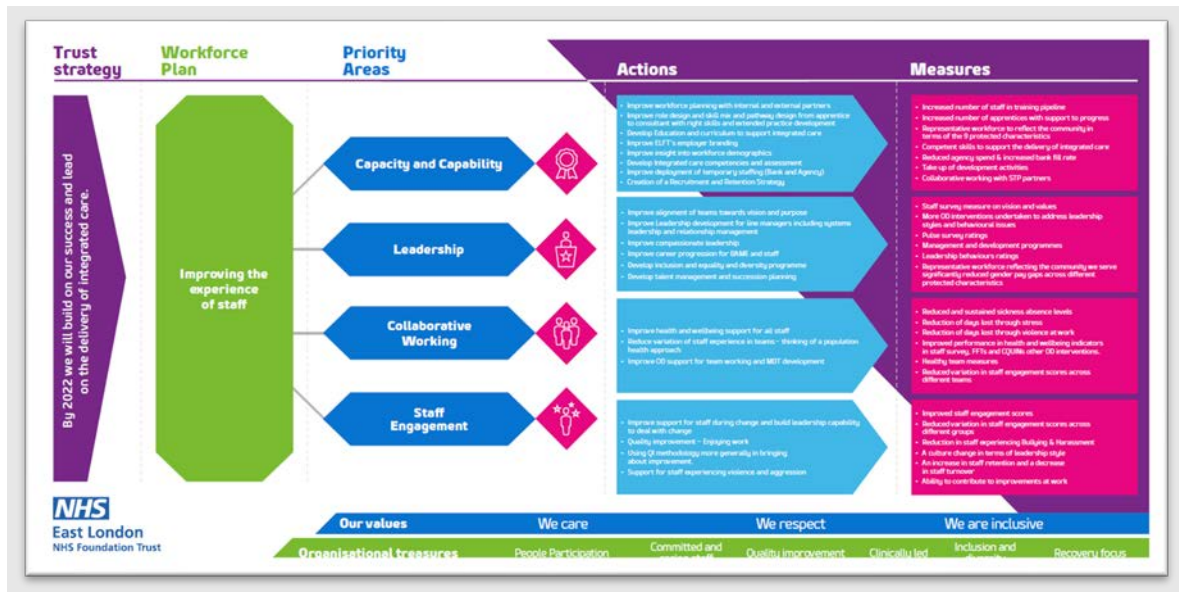 Trust
strategy
Workforce
Plan
Priority
Areas
Actions
Measures
By 2022 we will build on our success and lead
on the delivery of integrated care.
Improving the
experience
of staff
Capacity and Capability
• Improve workforce planning with internal and external partners
• Improve role design and skill mix and pathway design from apprentice
to consultant with right skills and extended practice development
• Develop Education and curriculum to support integrated care
• Improve ELFT's employer branding
• Improve insight into workforce demographics
• Develop Integrated care competencies and assessment
• Improve deployment of temporary staffing (Bank and Agency)
• Creation of a Recruitment and Retention Strategy
• Increased number of staff in training pipeline
• Increased number of apprentices with support to progress
• Representative workforce to reflect the community in
terms of the 9 protected characteristics
• Competent skills to support the delivery of integrated care
• Reduced agency spend & increased bank fill rate
• Take up of development activities
• Collaborative working with STP partners
Leadership
• Improve alignment of teams towards vision and purpose
• Improve Leadership development for line managers including systems
leadership and relationship management
• Improve compassionate leadership
• Improve career progression for BAME and staff
• Develop inclusion and equality and diversity programme
• Develop talent management and succession planning
• Staff survey measure on vision and values
• More OD interventions undertaken to address leadership
styles and behavioural issues
• Pulse survey ratings
• Management and development programmes
• Leadership behaviours ratings
• Representative workforce reflecting the community we serve
significantly reduced gender pay gaps across different
protected characteristics
Collaborative
Working
• Improve health and wellbeing support for all staff
• Reduce variation of staff experience in teams - thinking of a population
health approach
• Improve OD support for team working and MDT development
• Reduced and sustained sickness absence levels
• Reduction of days lost through stress
• Reduction of days lost through violence at work
• Improved performance in health and wellbeing indicators
in staff survey, FFTs and CQUINs other OD interventions.
• Healthy team measures
• Reduced variation in staff engagement scores across
different teams
Staff
Engagement
• Improve support for staff during change and build leadership capability
to deal with change
• Quality improvement - Enjoying work
• Using QI methodology more generally in bringing
about improvement.
• Support for staff experiencing violence and aggression
• Improved staff engagement scores
• Reduced variation in staff engagement scores across
different groups
• Reduction in staff experiencing Bullying & Harassment
• A culture change in terms of leadership style
• An increase in staff retention and a decrease
in staff turnover
• Ability to contribute to improvements at work
NHS
East London
NHS Foundation Trust
Our values
We care
We respect
We are inclusive
Organisational treasures
People Participation
Committed and
Quality improvement
Clinically led
Inclusion and
Recovery focus